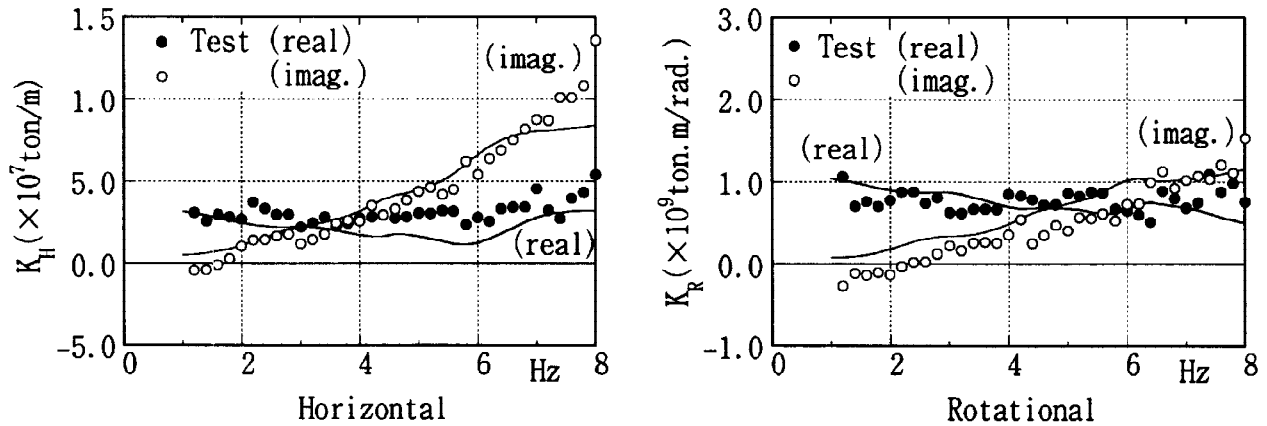 K_H (×10^7 ton/m)
1.5
1.0
5.0
0.0
-5.0
● Test (real)
○ (imag.)
(imag.)
(real)
0 2 4 6 Hz 8
Horizontal
K_R (×10^9 ton.m/rad.)
3.0
2.0
1.0
0.0
-1.0
● Test (real)
○ (imag.)
(real)
(imag.)
0 2 4 6 Hz 8
Rotational